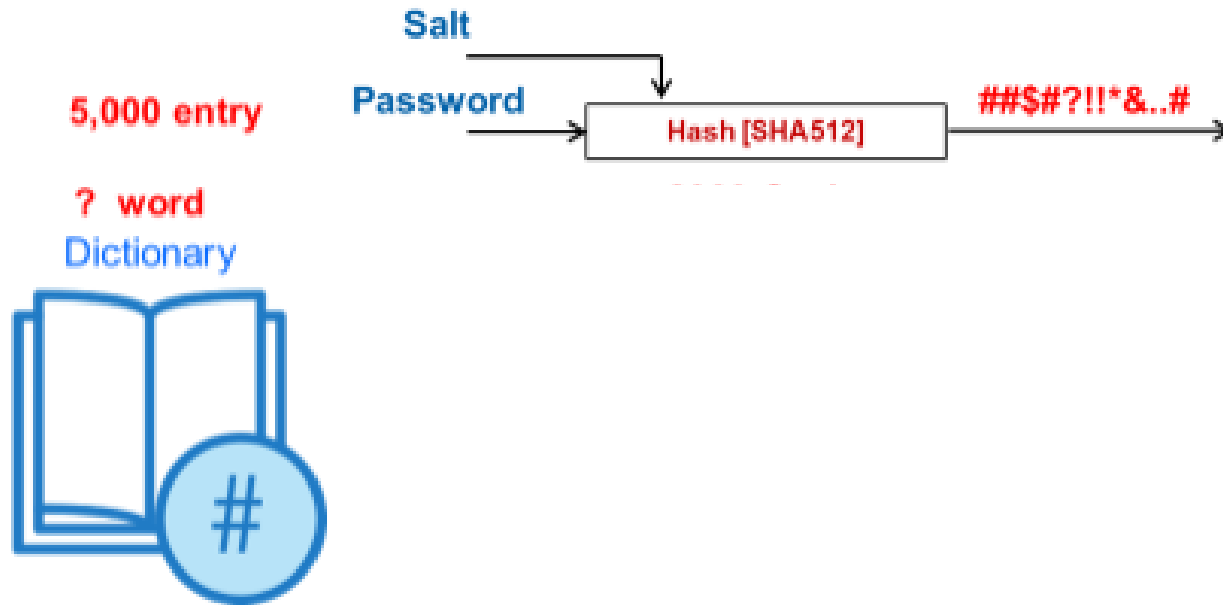 Salt
Password
5,000 entry
Hash [SHA512]
##$#?!!*&..#
? word
Dictionary
#